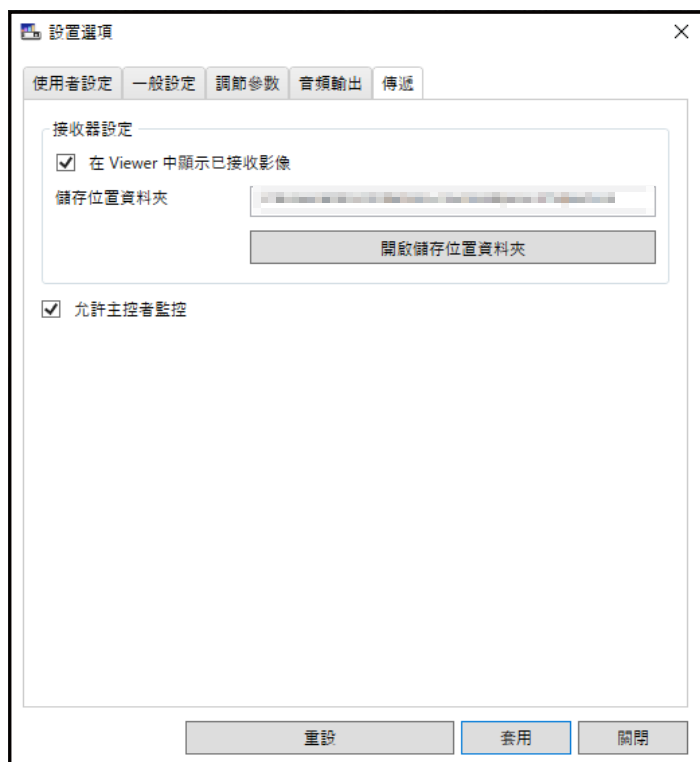 設置選項
使用者設定 一般設定 調節參數 音頻輸出 傳遞
接收器設定
在 Viewer 中顯示已接收影像
儲存位置資料夾
開啟儲存位置資料夾
允許主控者監控
重設 套用 關閉